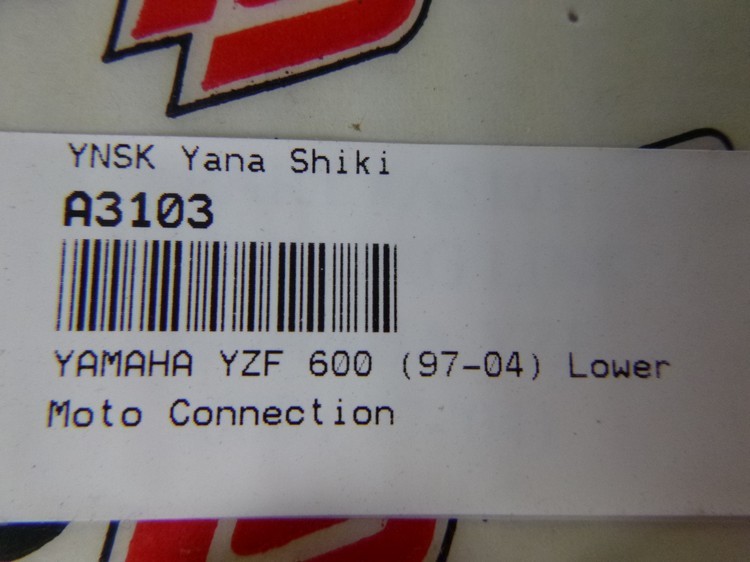 YNSK Yana Shiki
A3103
YAMAHA YZF 600 (97-04) Lower
Moto Connection